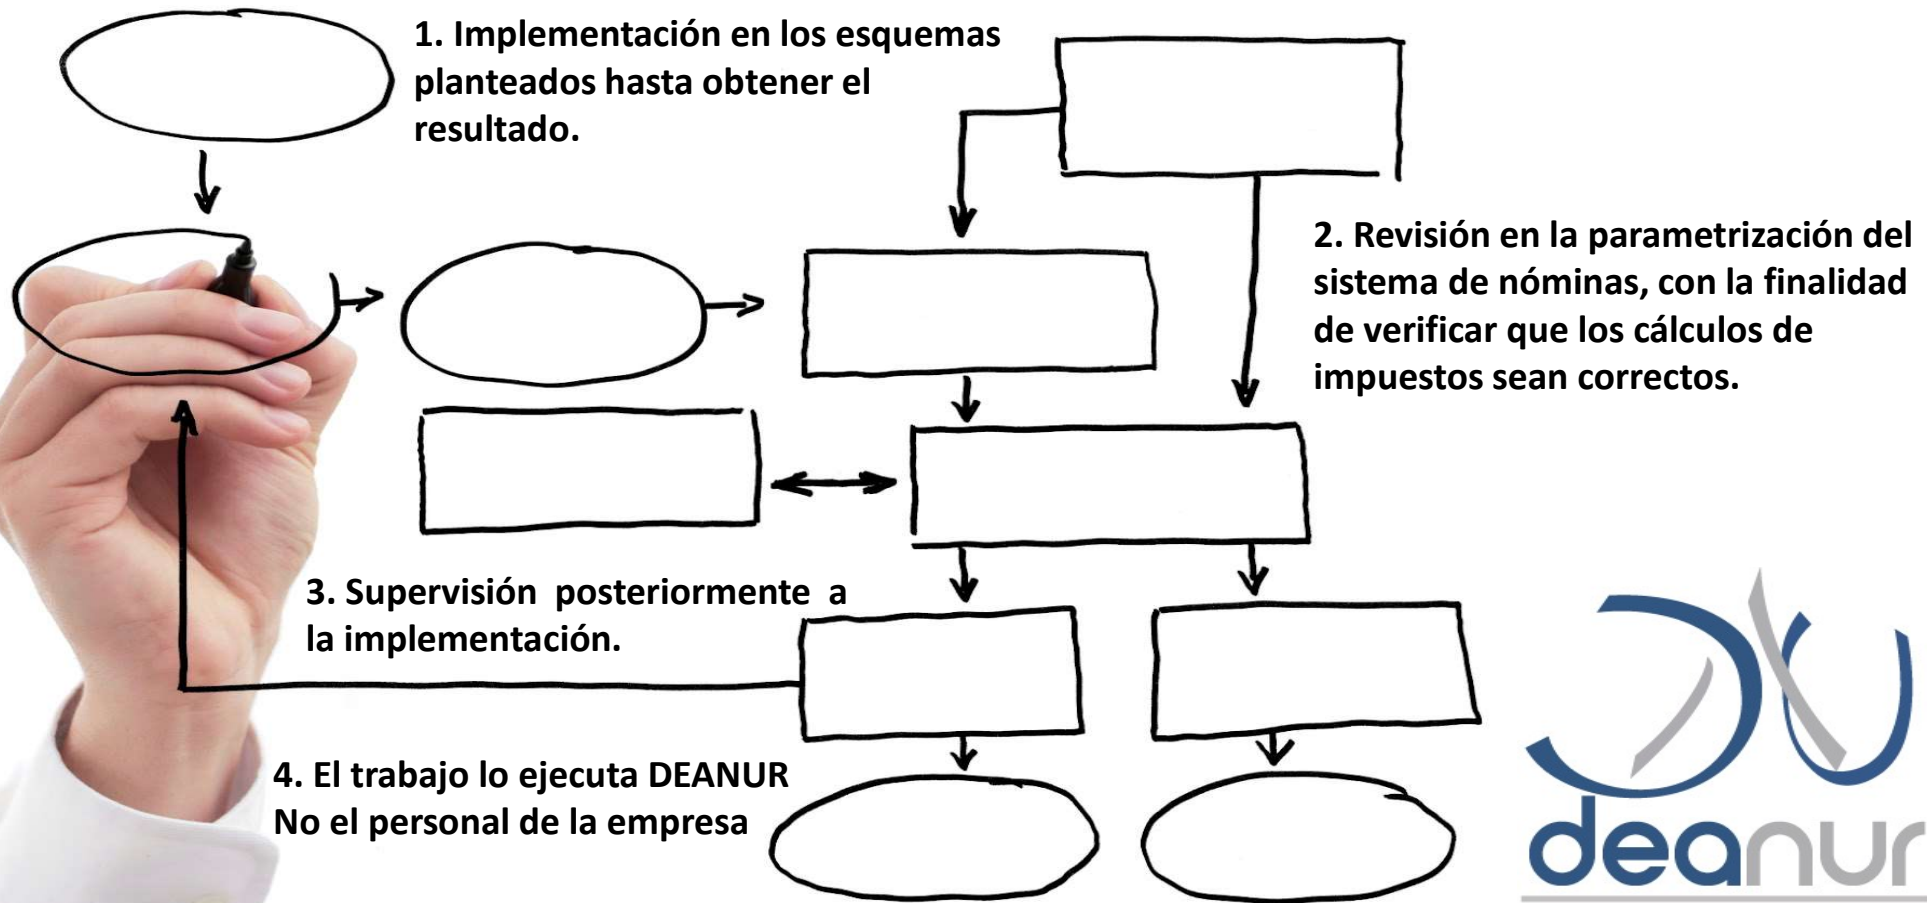 1. Implementación en los esquemas
planteados hasta obtener el
resultado.
2. Revisión en la parametrización del
sistema de nóminas, con la finalidad
de verificar que los cálculos de
impuestos sean correctos.
3. Supervisión posteriormente a
la implementación.
4. El trabajo lo ejecuta DEANUR
No el personal de la empresa
deanur